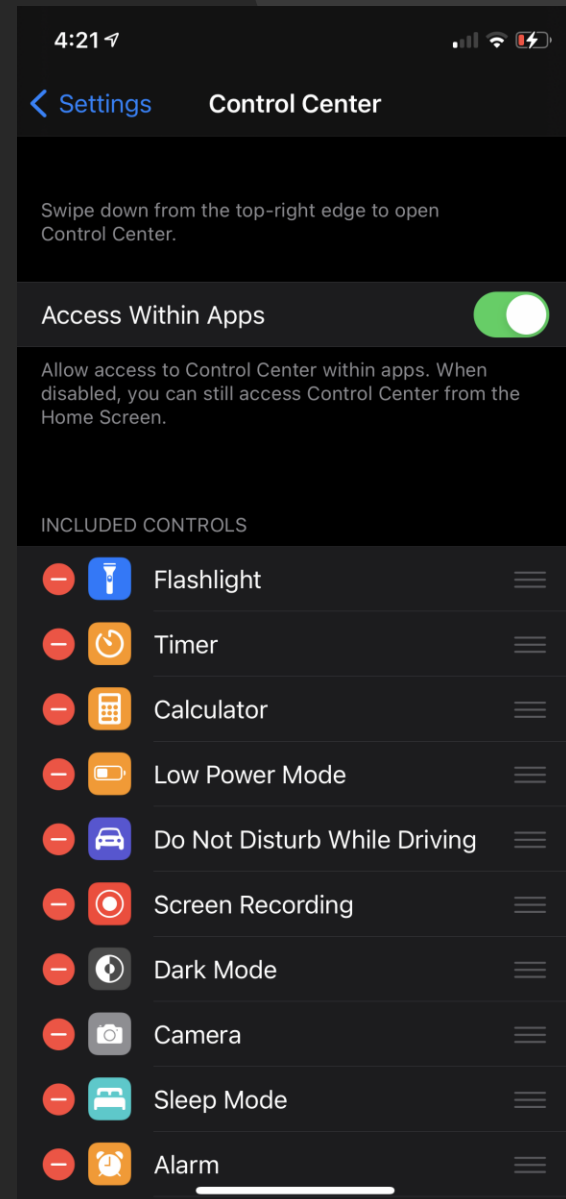 4:21
Settings
Control Center
Swipe down from the top-right edge to open
Control Center.
Access Within Apps
Allow access to Control Center within apps. When
disabled, you can still access Control Center from the
Home Screen.
INCLUDED CONTROLS
Flashlight
Timer
Calculator
Low Power Mode
Do Not Disturb While Driving
Screen Recording
Dark Mode
Camera
Sleep Mode
Alarm